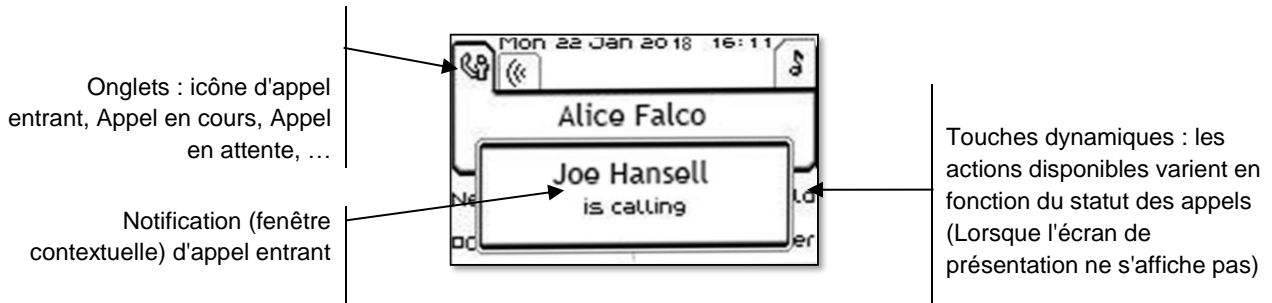 Onglets : icône d'appel
entrant, Appel en cours, Appel
en attente, …
Notification (fenêtre
contextuelle) d'appel entrant
Mon 22 Jan 2018 16:11
Alice Falco
Joe Hansell
is calling
Touches dynamiques : les
actions disponibles varient en
fonction du statut des appels
(Lorsque l'écran de
présentation ne s'affiche pas)